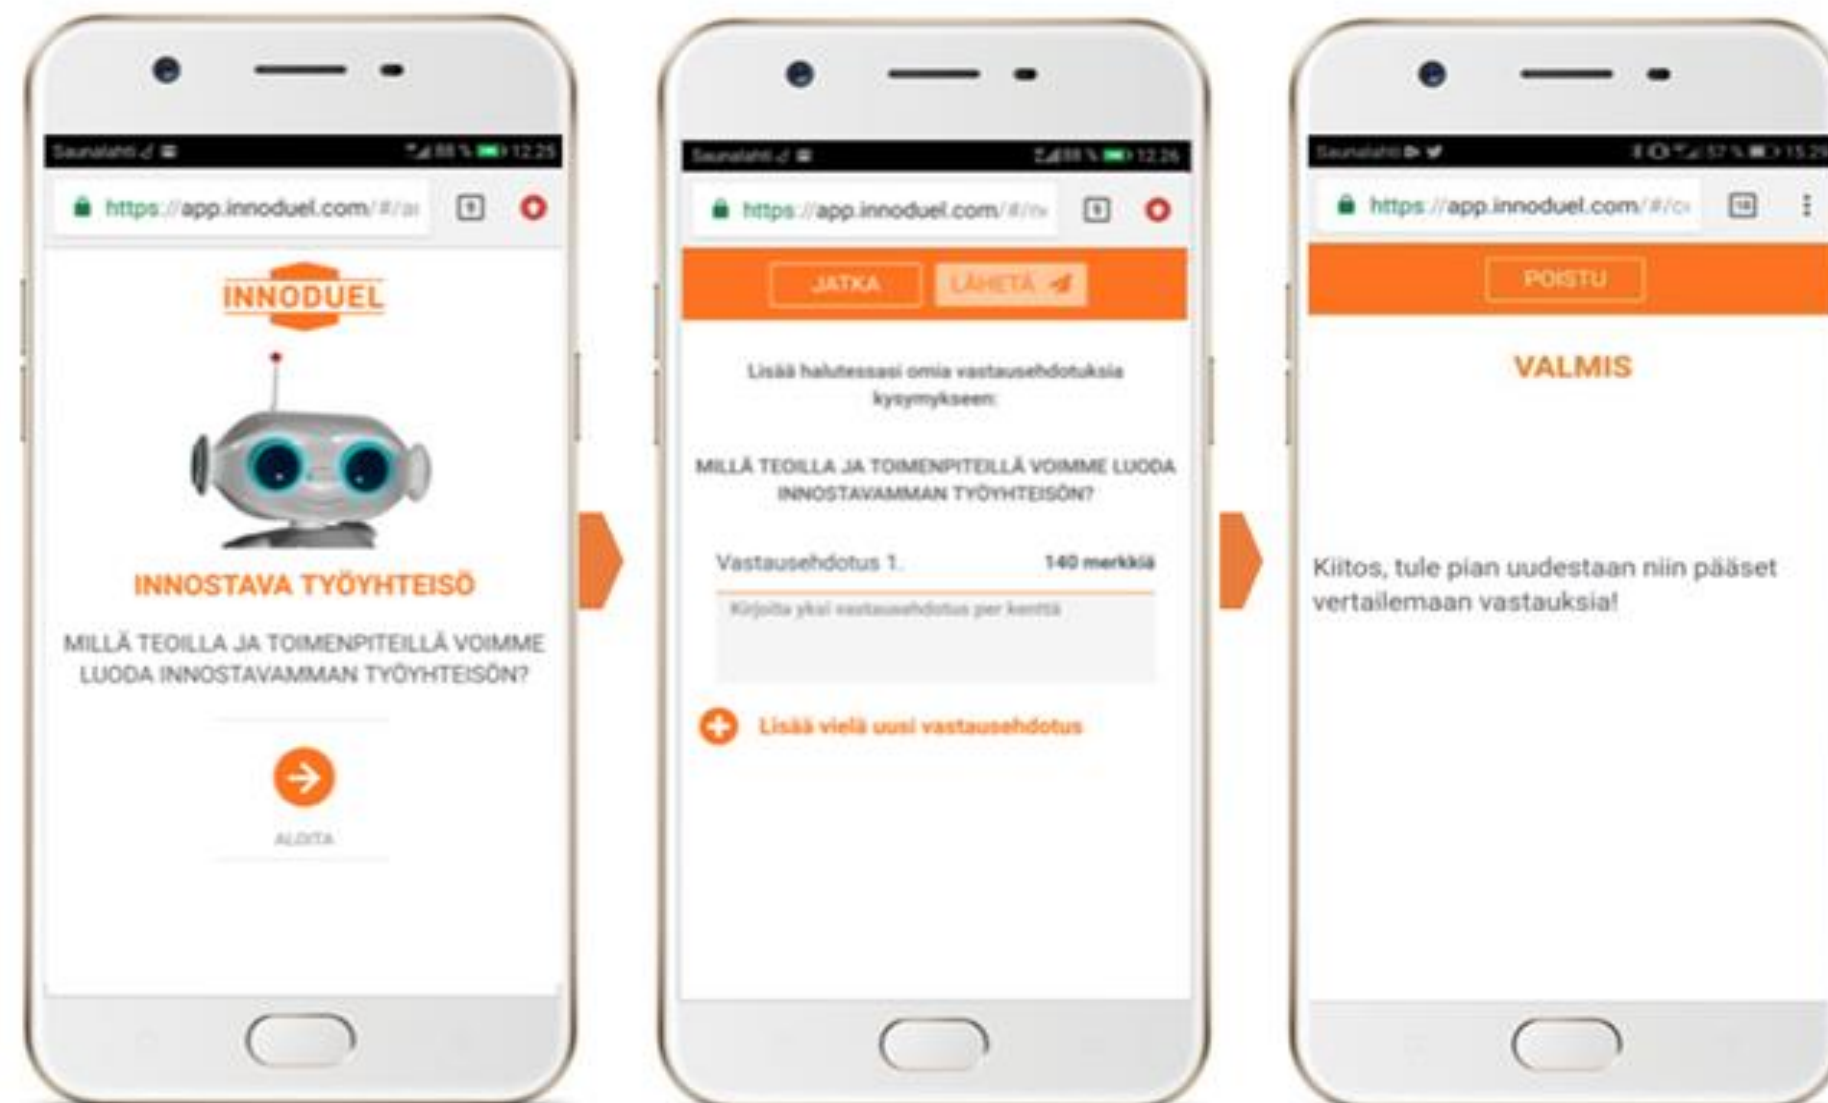 Saunalahti
88 % 12.25
https://app.innoduel.com/#/a
INNODUEL
INNOSTAVA TYÖYHTEISÖ
MILLÄ TEOILLA JA TOIMENPITEILLÄ VOIMME
LUODA INNOSTAVAMMAN TYÖYHTEISÖN?
ALOITA
Saunalahti
88 % 12.26
https://app.innoduel.com/#/
JATKA
LÄHETÄ
Lisää halutessasi omia vastausehdotuksia
kysymykseen:
MILLÄ TEOILLA JA TOIMENPITEILLÄ VOIMME LUODA
INNOSTAVAMMAN TYÖYHTEISÖN?
Vastausehdotus 1. 140 merkkiä
Kirjoita yksi vastausehdotus per kenttä
Lisää vielä uusi vastausehdotus
Saunalahti
57 % 15.29
https://app.innoduel.com/#/c
POISTU
VALMIS
Kiitos, tule pian uudestaan niin pääset
vertailemaan vastauksia!